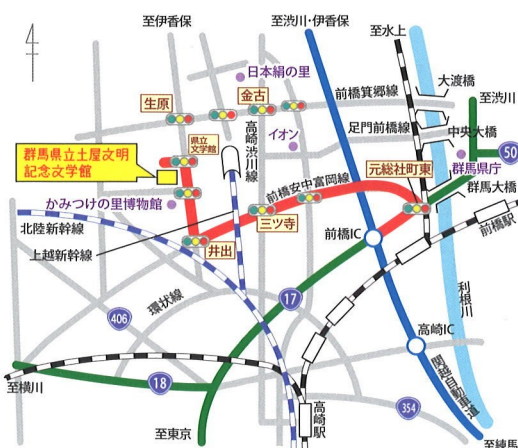 至伊香保
至渋川・伊香保
至水上
日本絹の里
大渡橋
生原
金古
前橋箕郷線
至渋川
県立
文学館
高崎渋川線
イオン
足門前橋線
中央大橋
50
群馬県立土屋文明
記念文学館
元総社町東
群馬県庁
かみつけの里博物館
前橋安中富岡線
群馬大橋
北陸新幹線
三ツ寺
前橋駅
上越新幹線
井出
前橋IC
利根川
環状線
17
406
高崎IC
関越自動車道
至横川
18
高崎駅
354
至東京
至練馬